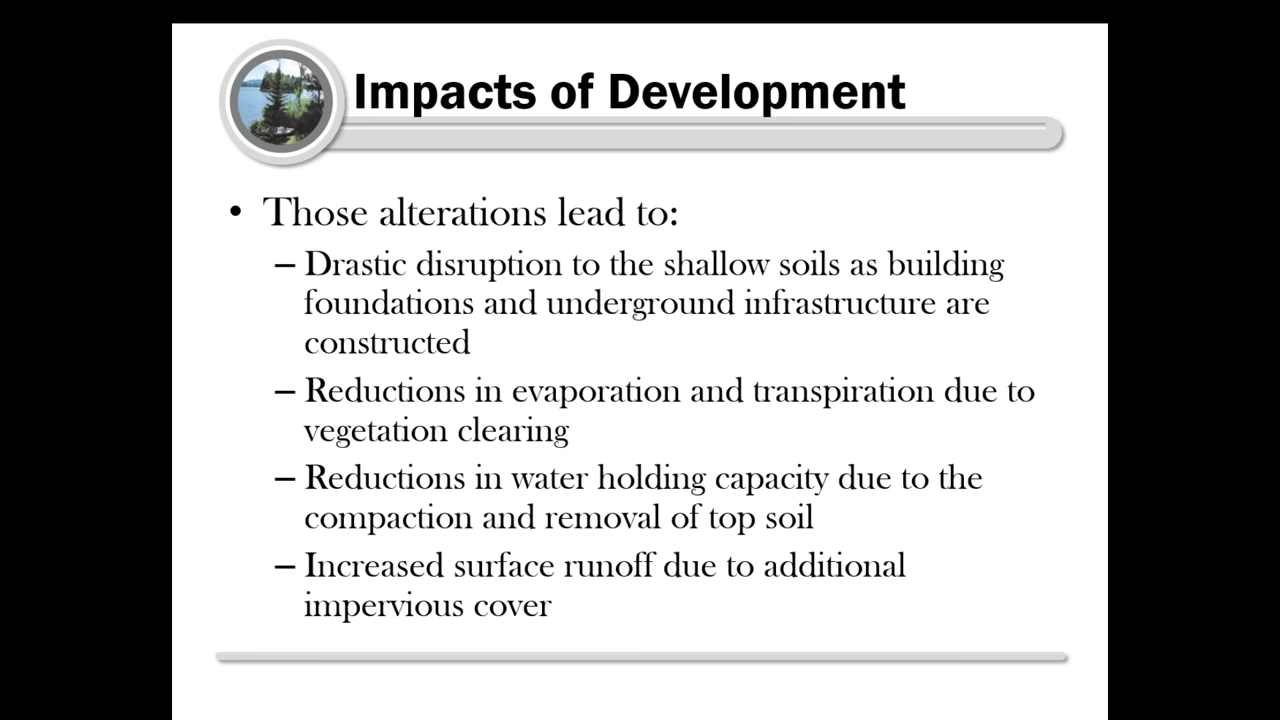 Impacts of Development
• Those alterations lead to:
– Drastic disruption to the shallow soils as building
foundations and underground infrastructure are
constructed
– Reductions in evaporation and transpiration due to
vegetation clearing
– Reductions in water holding capacity due to the
compaction and removal of top soil
– Increased surface runoff due to additional
impervious cover